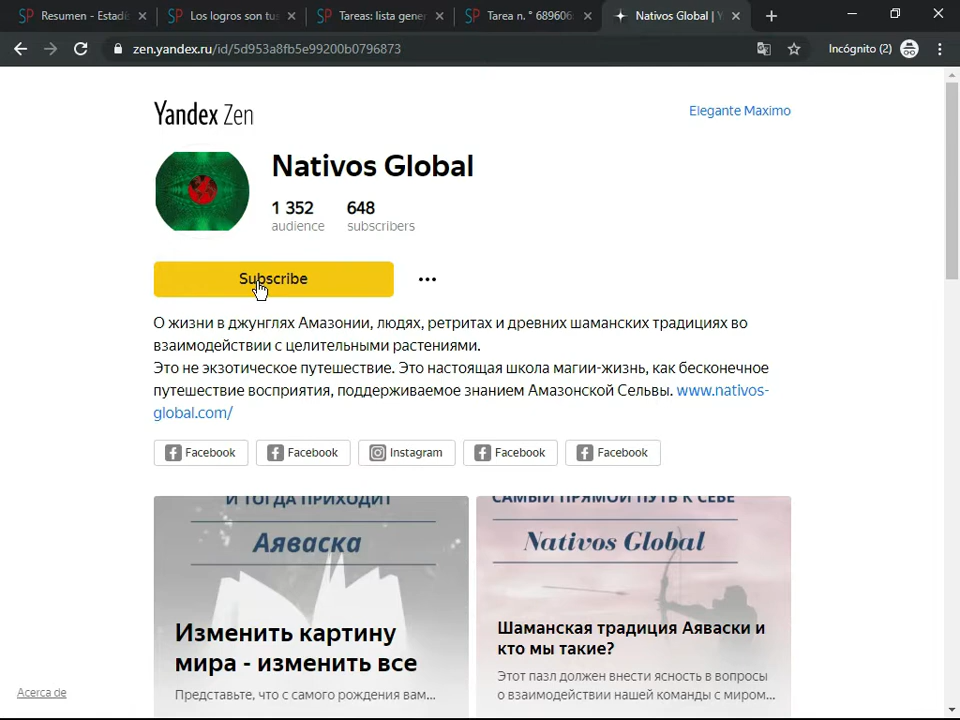 Resumen - Estadí
Los logros son tus
Tareas: lista gener
Tarea n. ° 689606
Nativos Global | Y
zen.yandex.ru/id/5d953a8fb5e99200b0796873
Incógnito (2)
Yandex Zen
Elegante Maximo
Nativos Global
1 352 648
audience subscribers
Subscribe
О жизни в джунглях Амазонии, людях, ретритах и древних шаманских традициях во
взаимодействии с целительными растениями.
Это не экзотическое путешествие. Это настоящая школа магии-жизнь, как бесконечное
путешествие восприятия, поддерживаемое знанием Амазонской Сельвы. www.nativos-
global.com/
Facebook Facebook Instagram Facebook Facebook
И ТОГДА ПРИХОДИТ
Аяваска
Изменить картину
мира - изменить все
Представьте, что с самого рождения вам...
САМЫЙ ПРЯМОЙ ПУТЬ К СЕБЕ
Nativos Global
Шаманская традиция Аяваски и
кто мы такие?
Этот пазл должен внести ясность в вопросы
о взаимодействии нашей команды с миром...
Acerca de